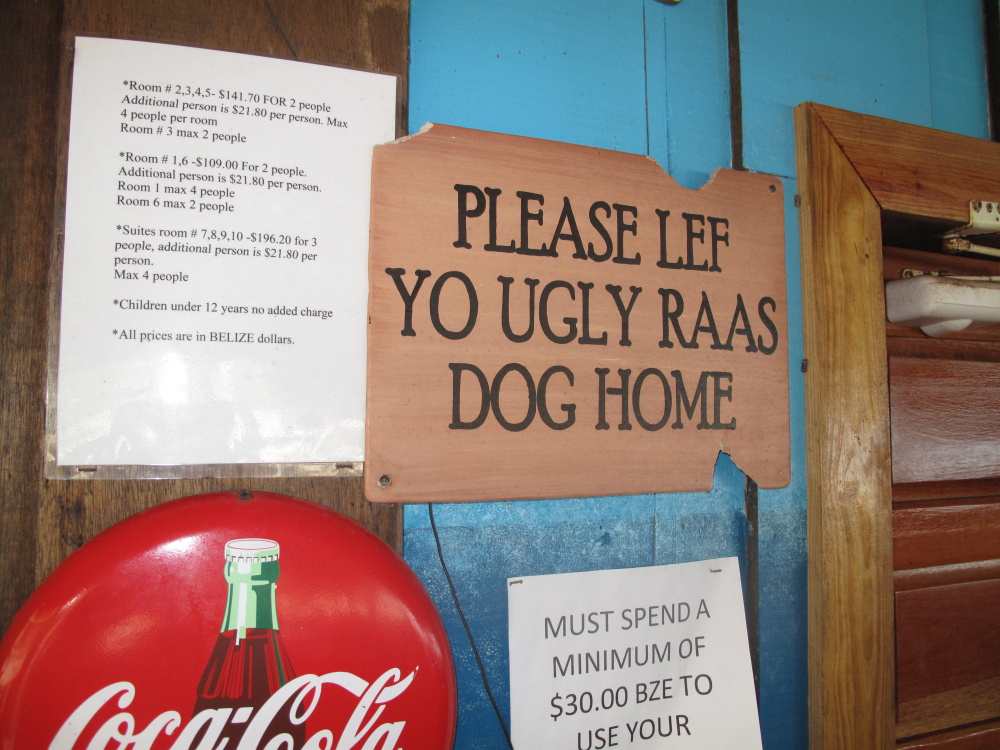 *Room # 2,3,4,5- $141.70 FOR 2 people
Additional person is $21.80 per person. Max
4 people per room
Room # 3 max 2 people
*Room # 1,6 -$109.00 For 2 people.
Additional person is $21.80 per person.
Room 1 max 4 people
Room 6 max 2 people
*Suites room # 7,8,9,10 -$196.20 for 3
people, additional person is $21.80 per
person.
Max 4 people
*Children under 12 years no added charge
*All prices are in BELIZE dollars.
PLEASE LEF
YO UGLY RAAS
DOG HOME
Coca-Cola
MUST SPEND A
MINIMUM OF
$30.00 BZE TO
USE YOUR